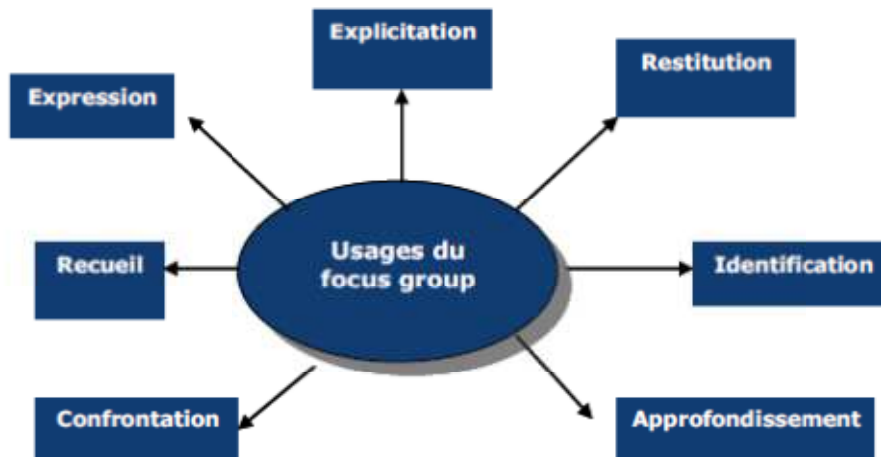 Explicitation
Restitution
Expression
Usages du
focus group
Recueil
Identification
Confrontation
Approfondissement